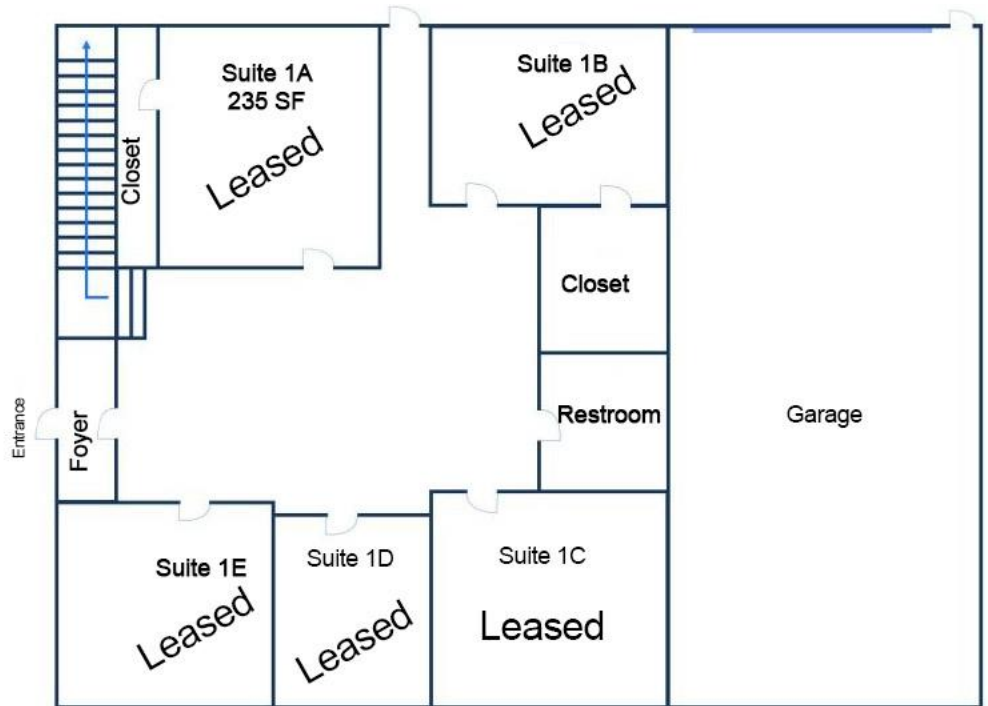 Suite 1A
235 SF
Leased
Closet
Suite 1B
Leased
Closet
Restroom
Garage
Entrance
Foyer
Suite 1E
Leased
Suite 1D
Leased
Suite 1C
Leased